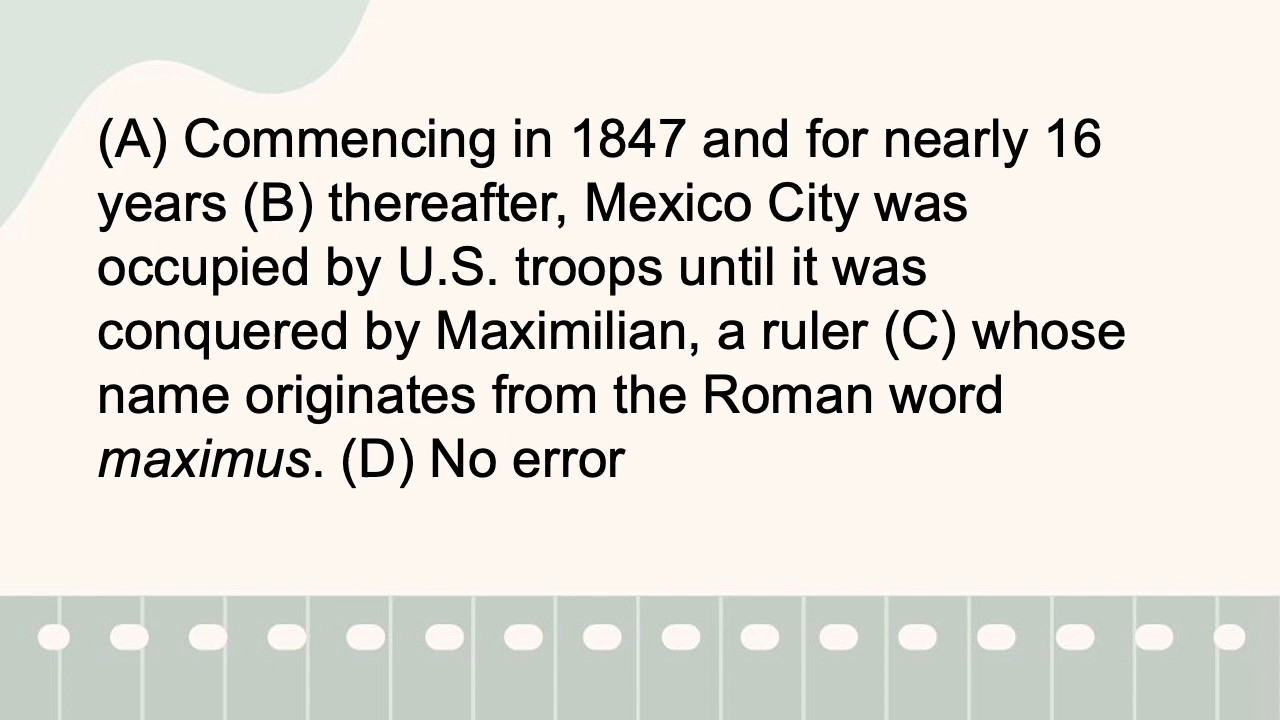 (A) Commencing in 1847 and for nearly 16
years (B) thereafter, Mexico City was
occupied by U.S. troops until it was
conquered by Maximilian, a ruler (C) whose
name originates from the Roman word
maximus. (D) No error